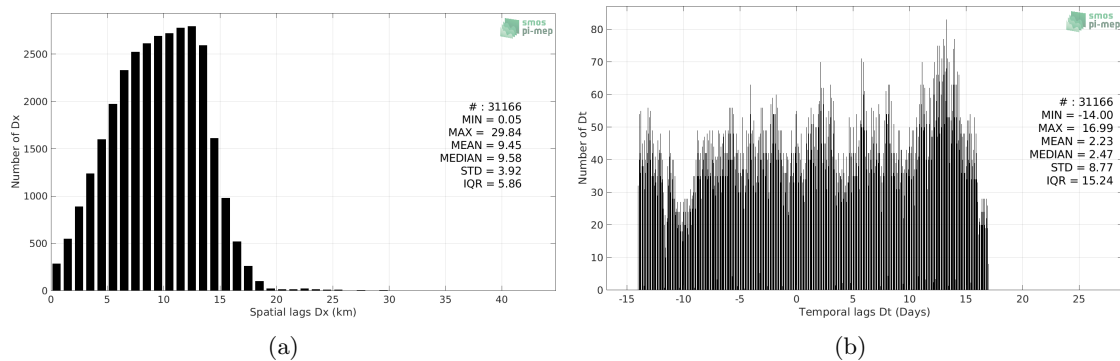 smos
pi-mep
2500
2000
1500
1000
500
0
Number of Dx
# : 31166
MIN = 0.05
MAX = 29.84
MEAN = 9.45
MEDIAN = 9.58
STD = 3.92
IQR = 5.86
0 5 10 15 20 25 30 35 40
Spatial lags Dx (km)
(a)
smos
pi-mep
80
70
60
50
40
30
20
10
0
Number of Dt
# : 31166
MIN = -14.00
MAX = 16.99
MEAN = 2.23
MEDIAN = 2.47
STD = 8.77
IQR = 15.24
-15 -10 -5 0 5 10 15 20 25
Temporal lags Dt (Days)
(b)